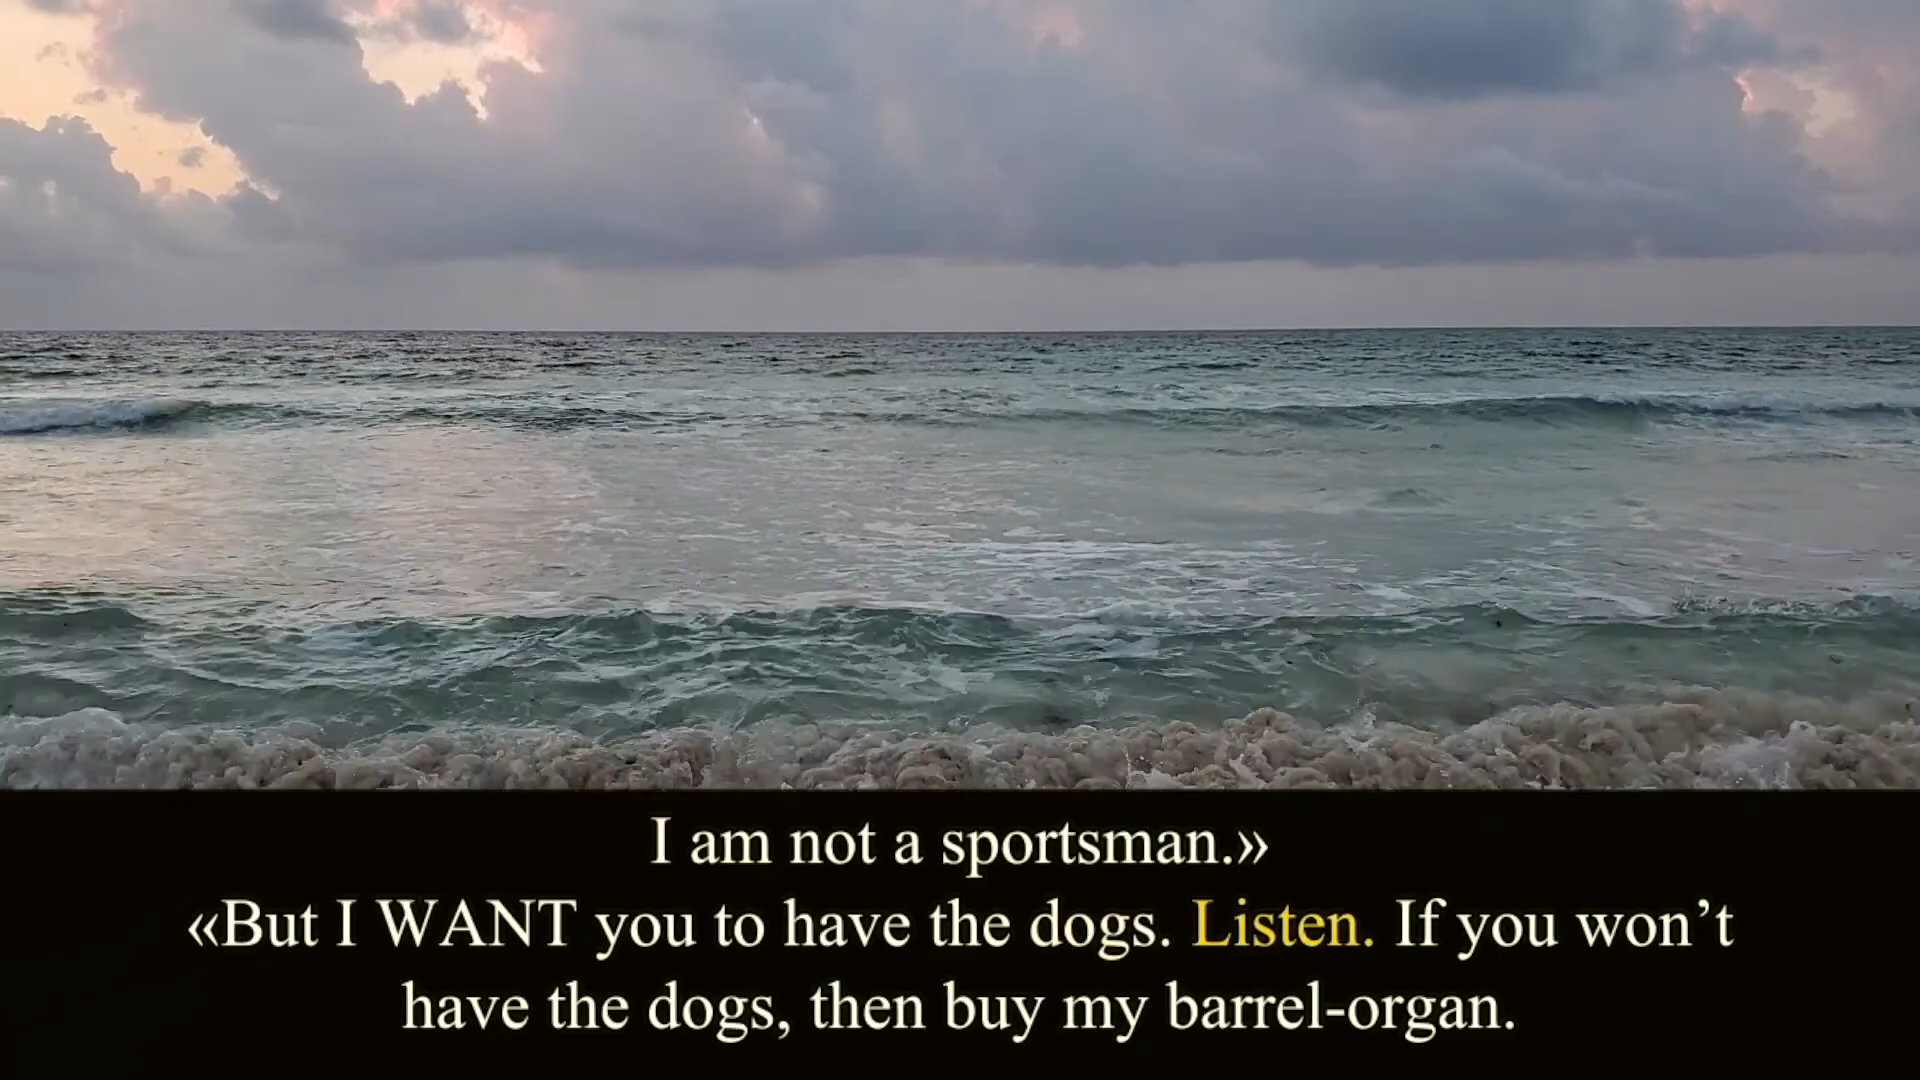 I am not a sportsman.»
«But I WANT you to have the dogs. Listen. If you won’t
have the dogs, then buy my barrel-organ.